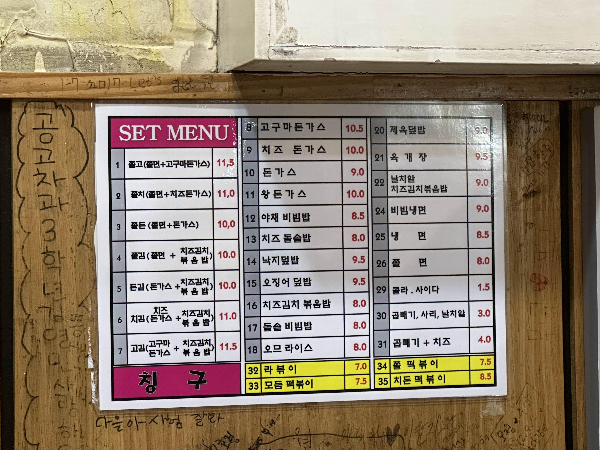 SET MENU
1 쫄고(쫄면+고구마돈가스) 11,5
2 쫄치(쫄면+치즈돈가스) 11,0
3 쫄돈(쫄면+돈가스) 10,0
4 쫄김(쫄면 + 치즈김치볶음밥) 10.0
5 돈김(돈가스 + 치즈김치볶음밥) 10.0
6 치김(치즈돈가스 + 치즈김치볶음밥) 11.0
7 고김(고구마돈가스 + 치즈김치볶음밥) 11.5
칭 구
8 고구마돈가스 10.5
9 치즈 돈가스 10.0
10 돈가스 9.0
11 왕돈가스 10.0
12 야채 비빔밥 8.5
13 치즈 돌솥밥 8.0
14 낙지덮밥 9.5
15 오징어 덮밥 9.5
16 치즈김치 볶음밥 8.0
17 돌솥 비빔밥 8.0
18 오므라이스 8.0
32 라볶이 7.0
33 모듬 떡볶이 7.5
20 제육덮밥 9.0
21 육개장 9.5
22 날치알 치즈김치볶음밥 9.0
24 비빔냉면 9.0
25 냉 면 8.5
26 쫄 면 8.0
29 콜라.사이다 1.5
30 곱빼기, 사리, 날치알 3.0
31 곱빼기 + 치즈 4.0
34 쫄 떡볶이 7.5
35 치돈 떡볶이 8.5